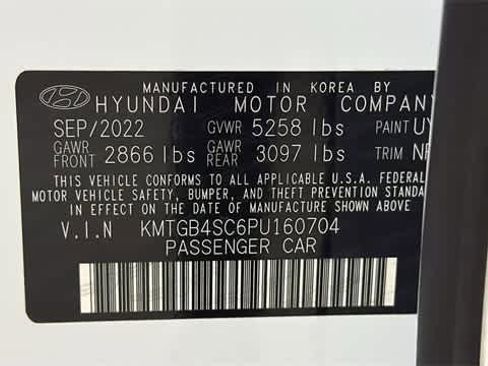 MANUFACTURED IN KOREA BY
HYUNDAI MOTOR COMPANY
SEP/2022 GVWR 5258 lbs PAINT UY
GAWR FRONT 2866 lbs GAWR REAR 3097 lbs TRIM
THIS VEHICLE CONFORMS TO ALL APPLICABLE U.S.A. FEDERAL
MOTOR VEHICLE SAFETY, BUMPER, AND THEFT PREVENTION STANDA
IN EFFECT ON THE DATE OF MANUFACTURE SHOWN ABOVE
V.I.N KMTGB4SC6PU160704
PASSENGER CAR